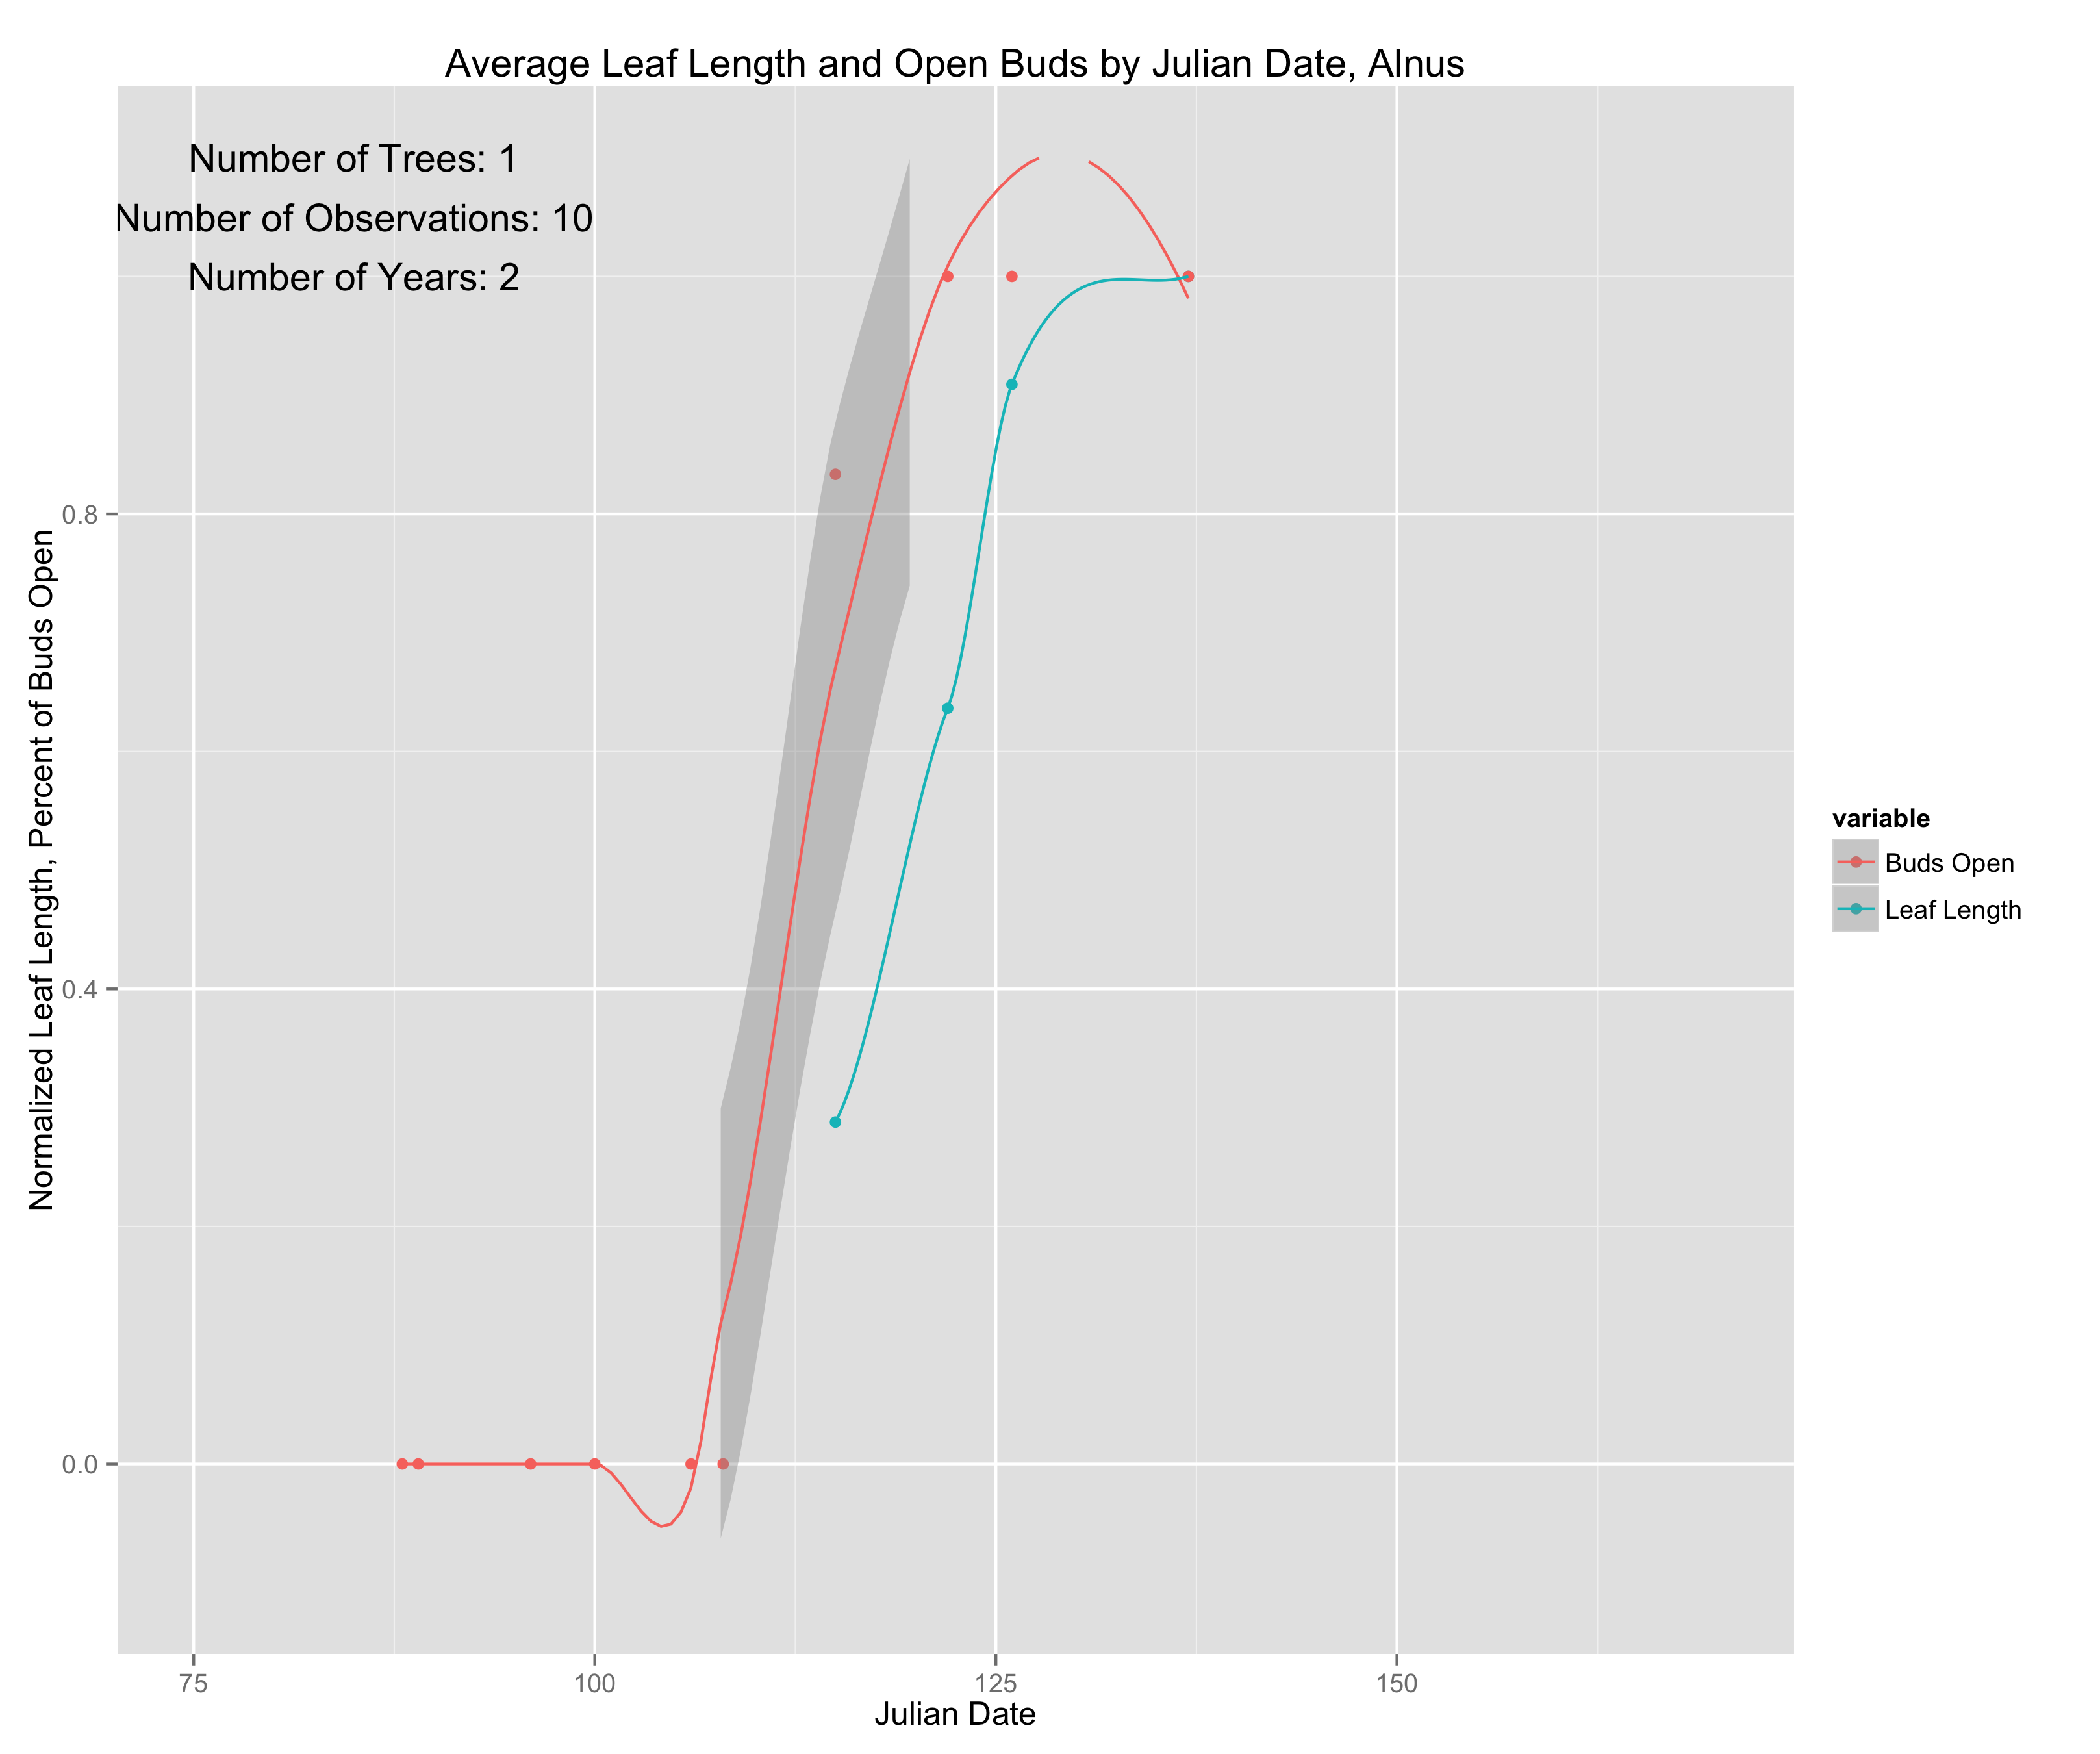 Average Leaf Length and Open Buds by Julian Date, Alnus
Number of Trees: 1
Number of Observations: 10
Number of Years: 2
Normalized Leaf Length, Percent of Buds Open
0.8
0.4
0.0
75
100
125
150
Julian Date
variable
Buds Open
Leaf Length